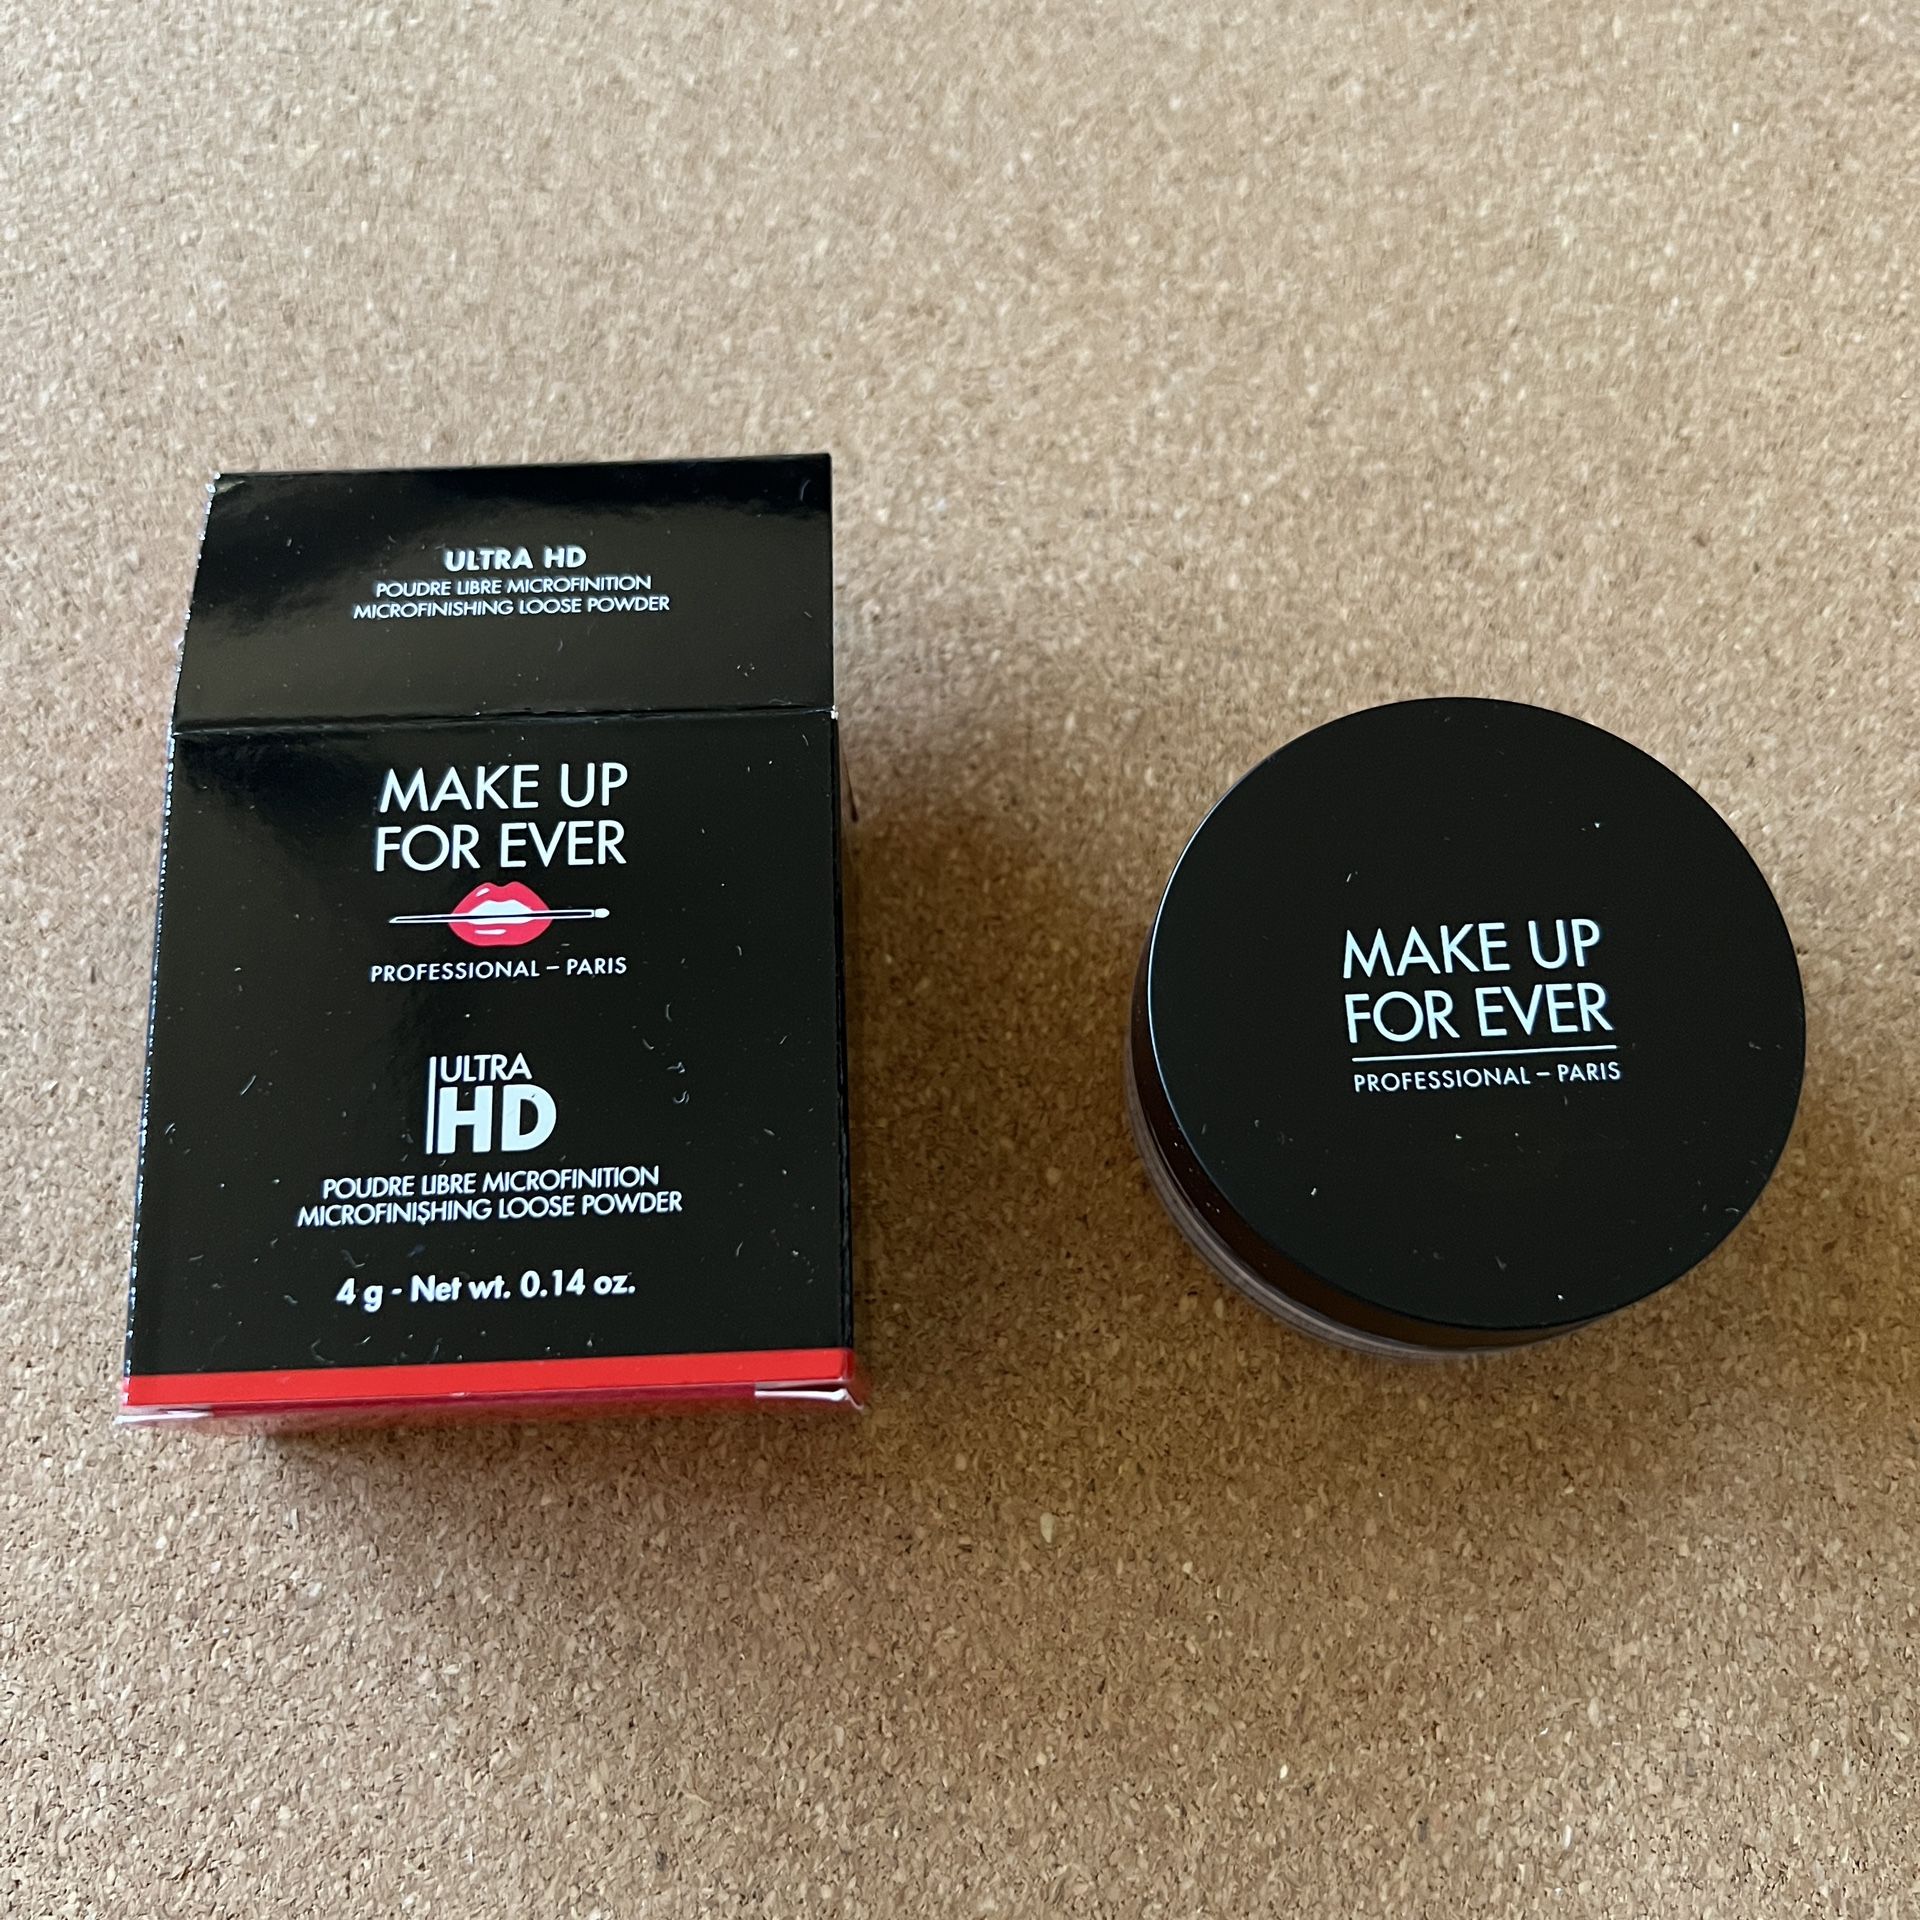 ULTRA HD
POUDRE LIBRE MICROFINITION
MICROFINISHING LOOSE POWDER
MAKE UP
FOR EVER
PROFESSIONAL – PARIS
ULTRA
HD
POUDRE LIBRE MICROFINITION
MICROFINISHING LOOSE POWDER
4 g - Net wt. 0.14 oz.
MAKE UP
FOR EVER
PROFESSIONAL – PARIS